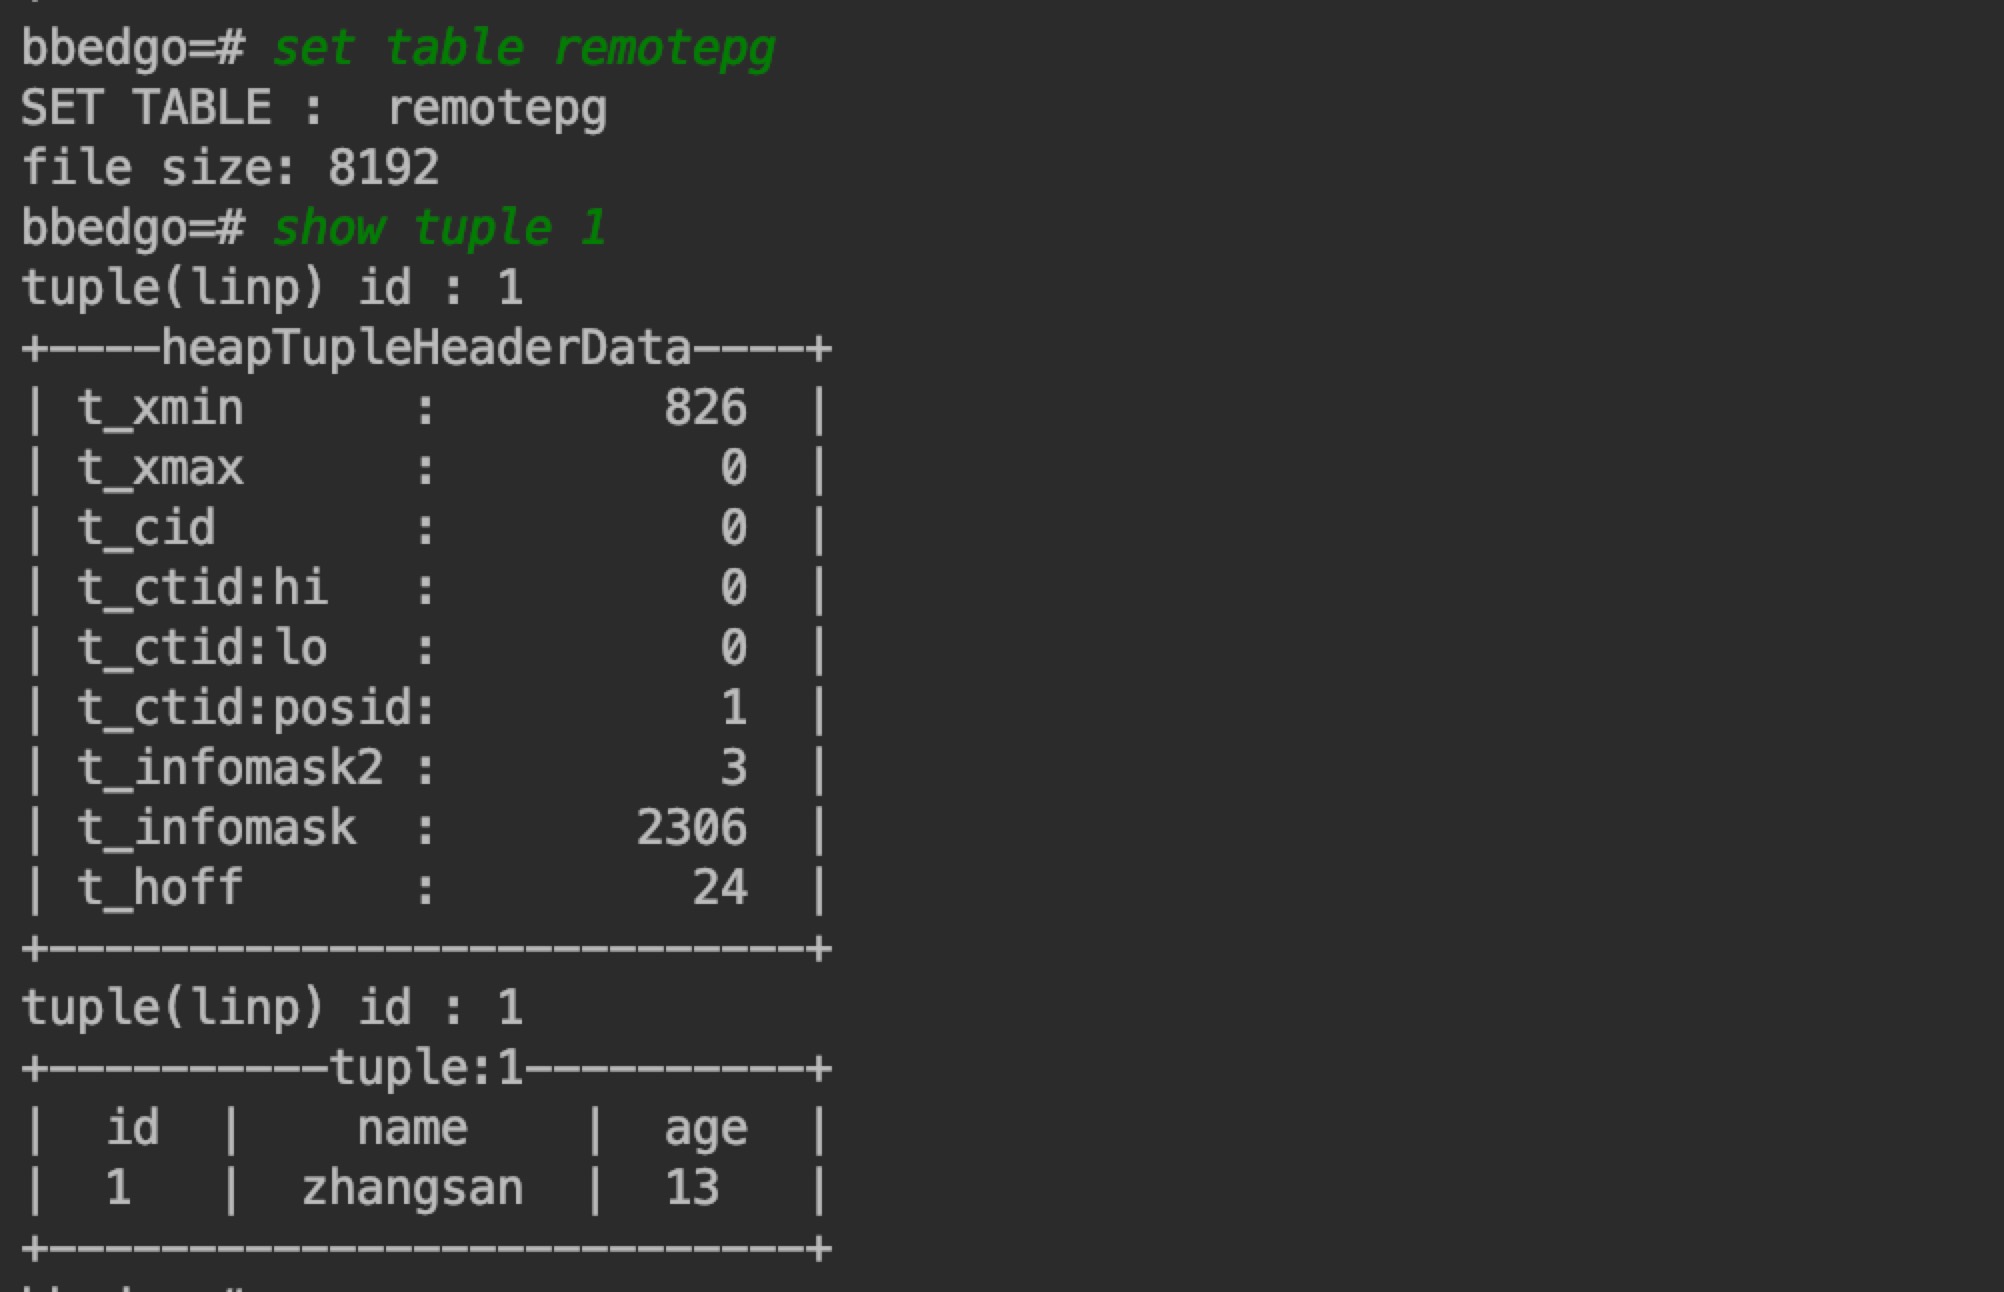 bbedgo=# set table remotepg
SET TABLE :  remotepg
file size: 8192
bbedgo=# show tuple 1
tuple(linp) id : 1
+----heapTupleHeaderData----+
| t_xmin      :        826  |
| t_xmax      :          0  |
| t_cid       :          0  |
| t_ctid:hi   :          0  |
| t_ctid:lo   :          0  |
| t_ctid:posid:          1  |
| t_infomask2 :          3  |
| t_infomask  :       2306  |
| t_hoff      :         24  |
+---------------------------+
tuple(linp) id : 1
+----------tuple:1----------+
|  id  |    name    |  age  |
|  1   |  zhangsan  |  13   |
+---------------------------+